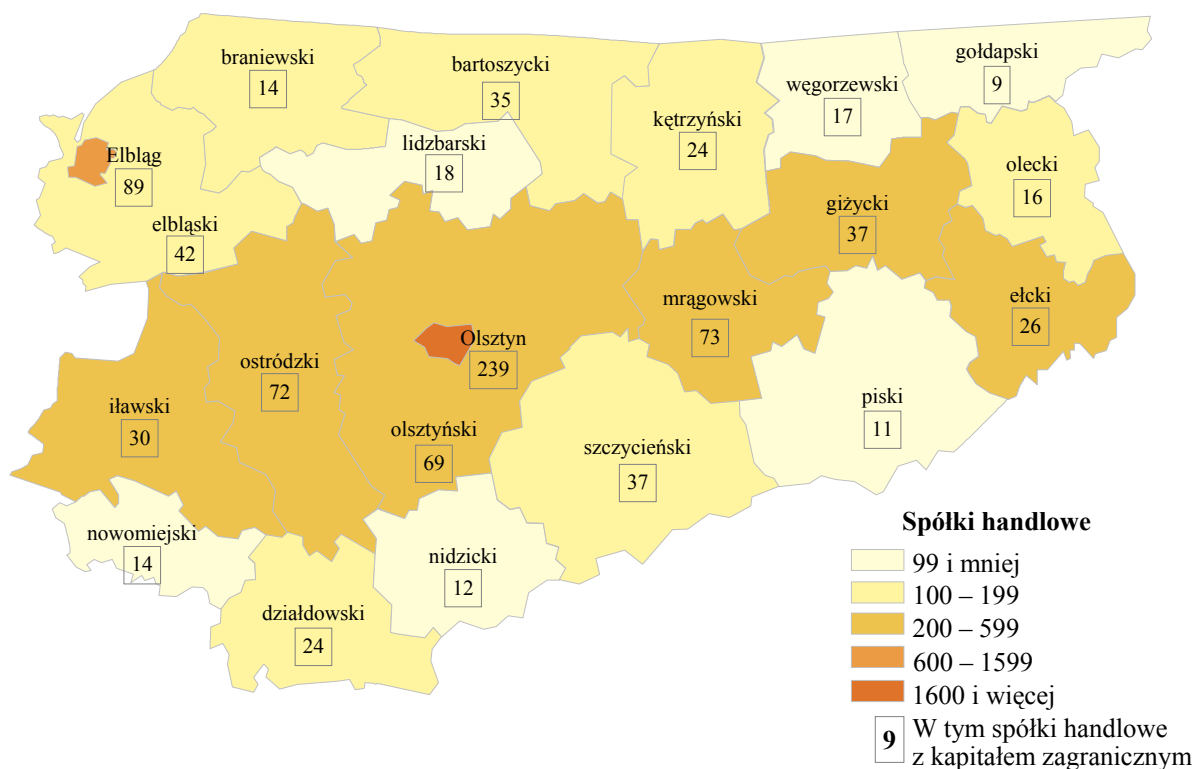 braniewski
14
bartoszycki
35
gołdapski
9
węgorzewski
17
kętrzyński
24
lidzbarski
18
Elbląg
89
olecki
16
elbląski
42
giżycki
37
mrągowski
73
ełcki
26
Olsztyn
239
ostródzki
72
iławski
30
olsztyński
69
piski
11
szczycieński
37
nowomiejski
14
nidzicki
12
działdowski
24
Spółki handlowe
99 i mniej
100 – 199
200 – 599
600 – 1599
1600 i więcej
9 W tym spółki handlowe
z kapitałem zagranicznym